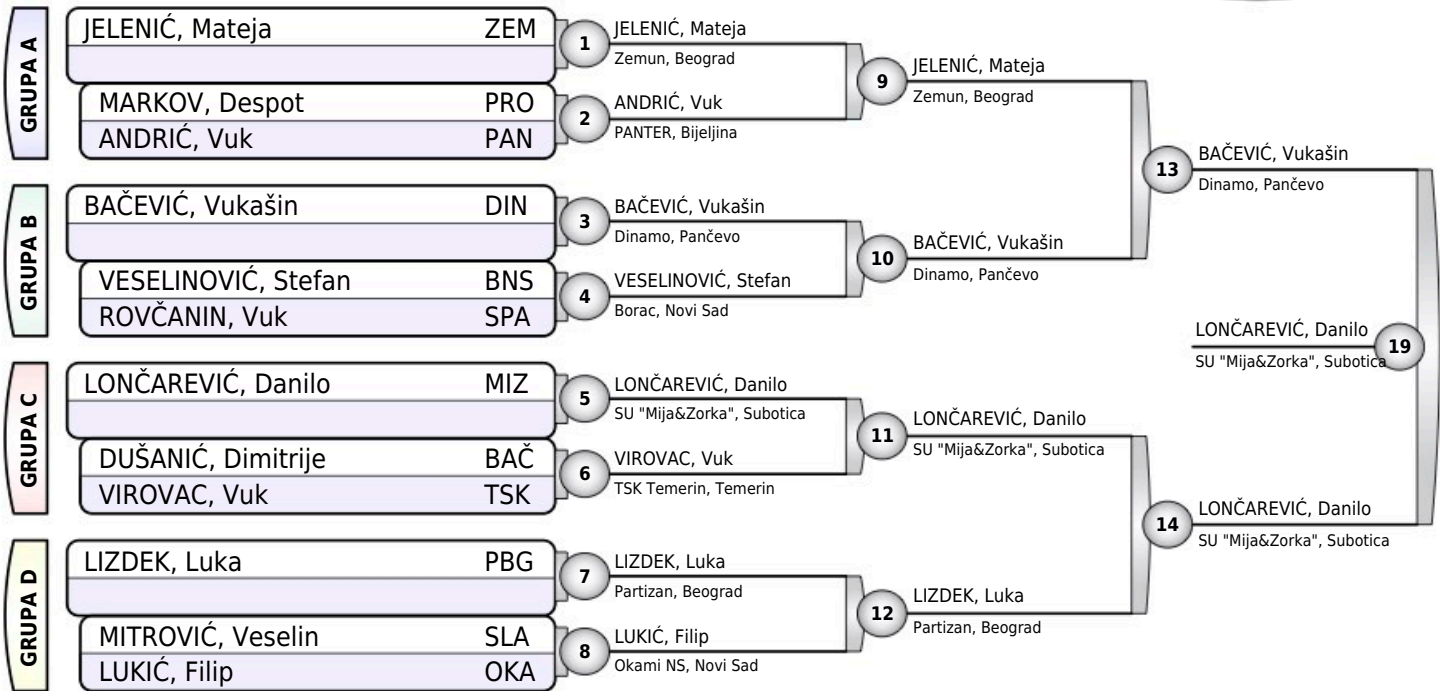 GRUPA A
JELENIĆ, Mateja ZEM
MARKOV, Despot PRO
ANDRIĆ, Vuk PAN
GRUPA B
BAČEVIĆ, Vukašin DIN
VESELINOVIĆ, Stefan BNS
ROVČANIN, Vuk SPA
GRUPA C
LONČAREVIĆ, Danilo MIZ
DUŠANIĆ, Dimitrije BAČ
VIROVAC, Vuk TSK
GRUPA D
LIZDEK, Luka PBG
MITROVIĆ, Veselin SLA
LUKIĆ, Filip OKA
1
JELENIĆ, Mateja
Zemun, Beograd
2
ANDRIĆ, Vuk
PANTER, Bijeljina
3
BAČEVIĆ, Vukašin
Dinamo, Pančevo
4
VESELINOVIĆ, Stefan
Borac, Novi Sad
5
LONČAREVIĆ, Danilo
SU "Mija&Zorka", Subotica
6
VIROVAC, Vuk
TSK Temerin, Temerin
7
LIZDEK, Luka
Partizan, Beograd
8
LUKIĆ, Filip
Okami NS, Novi Sad
9
JELENIĆ, Mateja
Zemun, Beograd
10
BAČEVIĆ, Vukašin
Dinamo, Pančevo
11
LONČAREVIĆ, Danilo
SU "Mija&Zorka", Subotica
12
LIZDEK, Luka
Partizan, Beograd
13
BAČEVIĆ, Vukašin
Dinamo, Pančevo
14
LONČAREVIĆ, Danilo
SU "Mija&Zorka", Subotica
LONČAREVIĆ, Danilo
SU "Mija&Zorka", Subotica
19